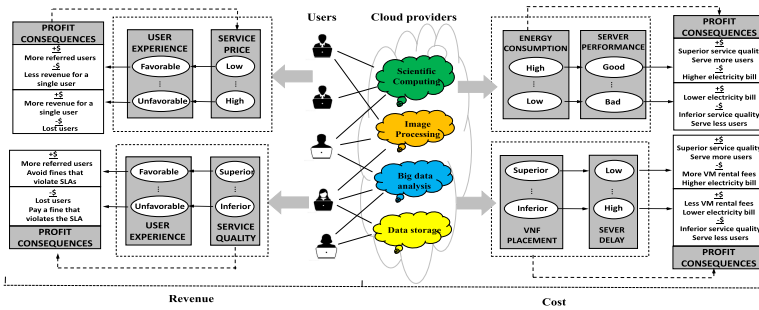 PROFIT
CONSEQUENCES
+$
More referred users
-$
Less revenue for a
single user
+$
More revenue for a
single user
-$
Lost users
USER
EXPERIENCE
Favorable
⋮
Unfavorable
SERVICE
PRICE
Low
⋮
High
+$
More referred users
Avoid fines that
violate SLAs
-$
Lost users
Pay a fine that
violates the SLA
PROFIT
CONSEQUENCES
Favorable
⋮
Unfavorable
USER
EXPERIENCE
Superior
⋮
Inferior
SERVICE
QUALITY
Users
Cloud providers
Scientific
Computing
Image
Processing
Big data
analysis
Data storage
ENERGY
CONSUMPTION
High
⋮
Low
SERVER
PERFORMANCE
Good
⋮
Bad
PROFIT
CONSEQUENCES
+$
Superior service quality
Serve more users
-$
Higher electricity bill
+$
Lower electricity bill
-$
Inferior service quality
Serve less users
Superior
⋮
Inferior
VNF
PLACEMENT
Low
⋮
High
SEVER
DELAY
+$
Superior service quality
Serve more users
-$
More VM rental fees
Higher electricity bill
+$
Less VM rental fees
Lower electricity bill
-$
Inferior service quality
Serve less users
PROFIT
CONSEQUENCES
Revenue
Cost